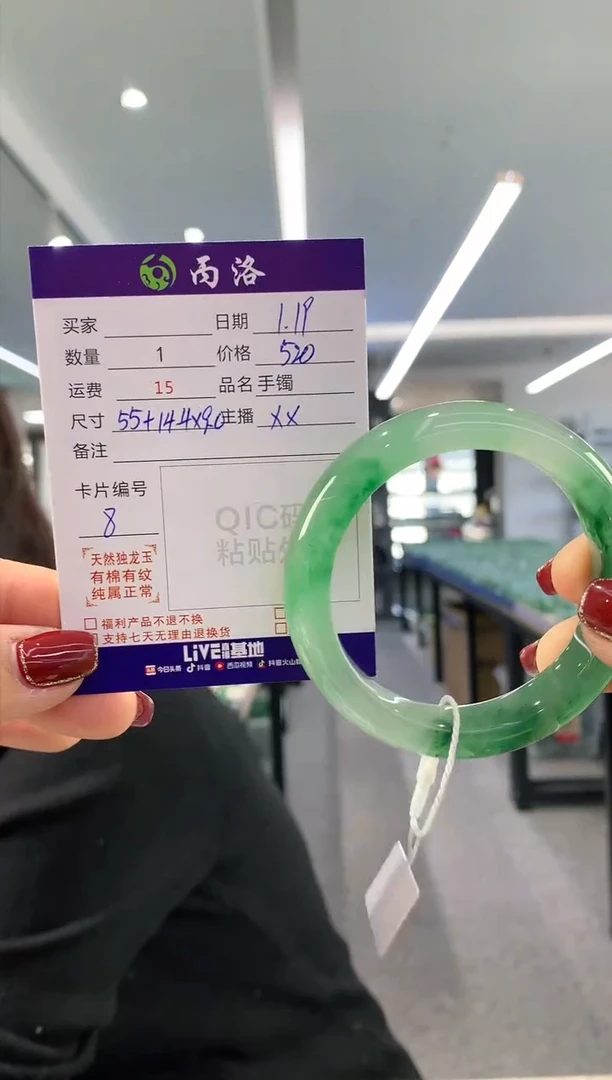 丙洛
买家 日期 1.19
数量 1 价格 520
运费 15 品名 手镯
尺寸 55+14.4x9.0 主播 XX
备注
卡片编号
8
QIC码
粘贴处
天然独龙玉
有棉有纹
纯属正常
福利产品不退不换
支持七天无理由退换货
LiVE 基地
今日头条 抖音 西瓜视频 抖音火山